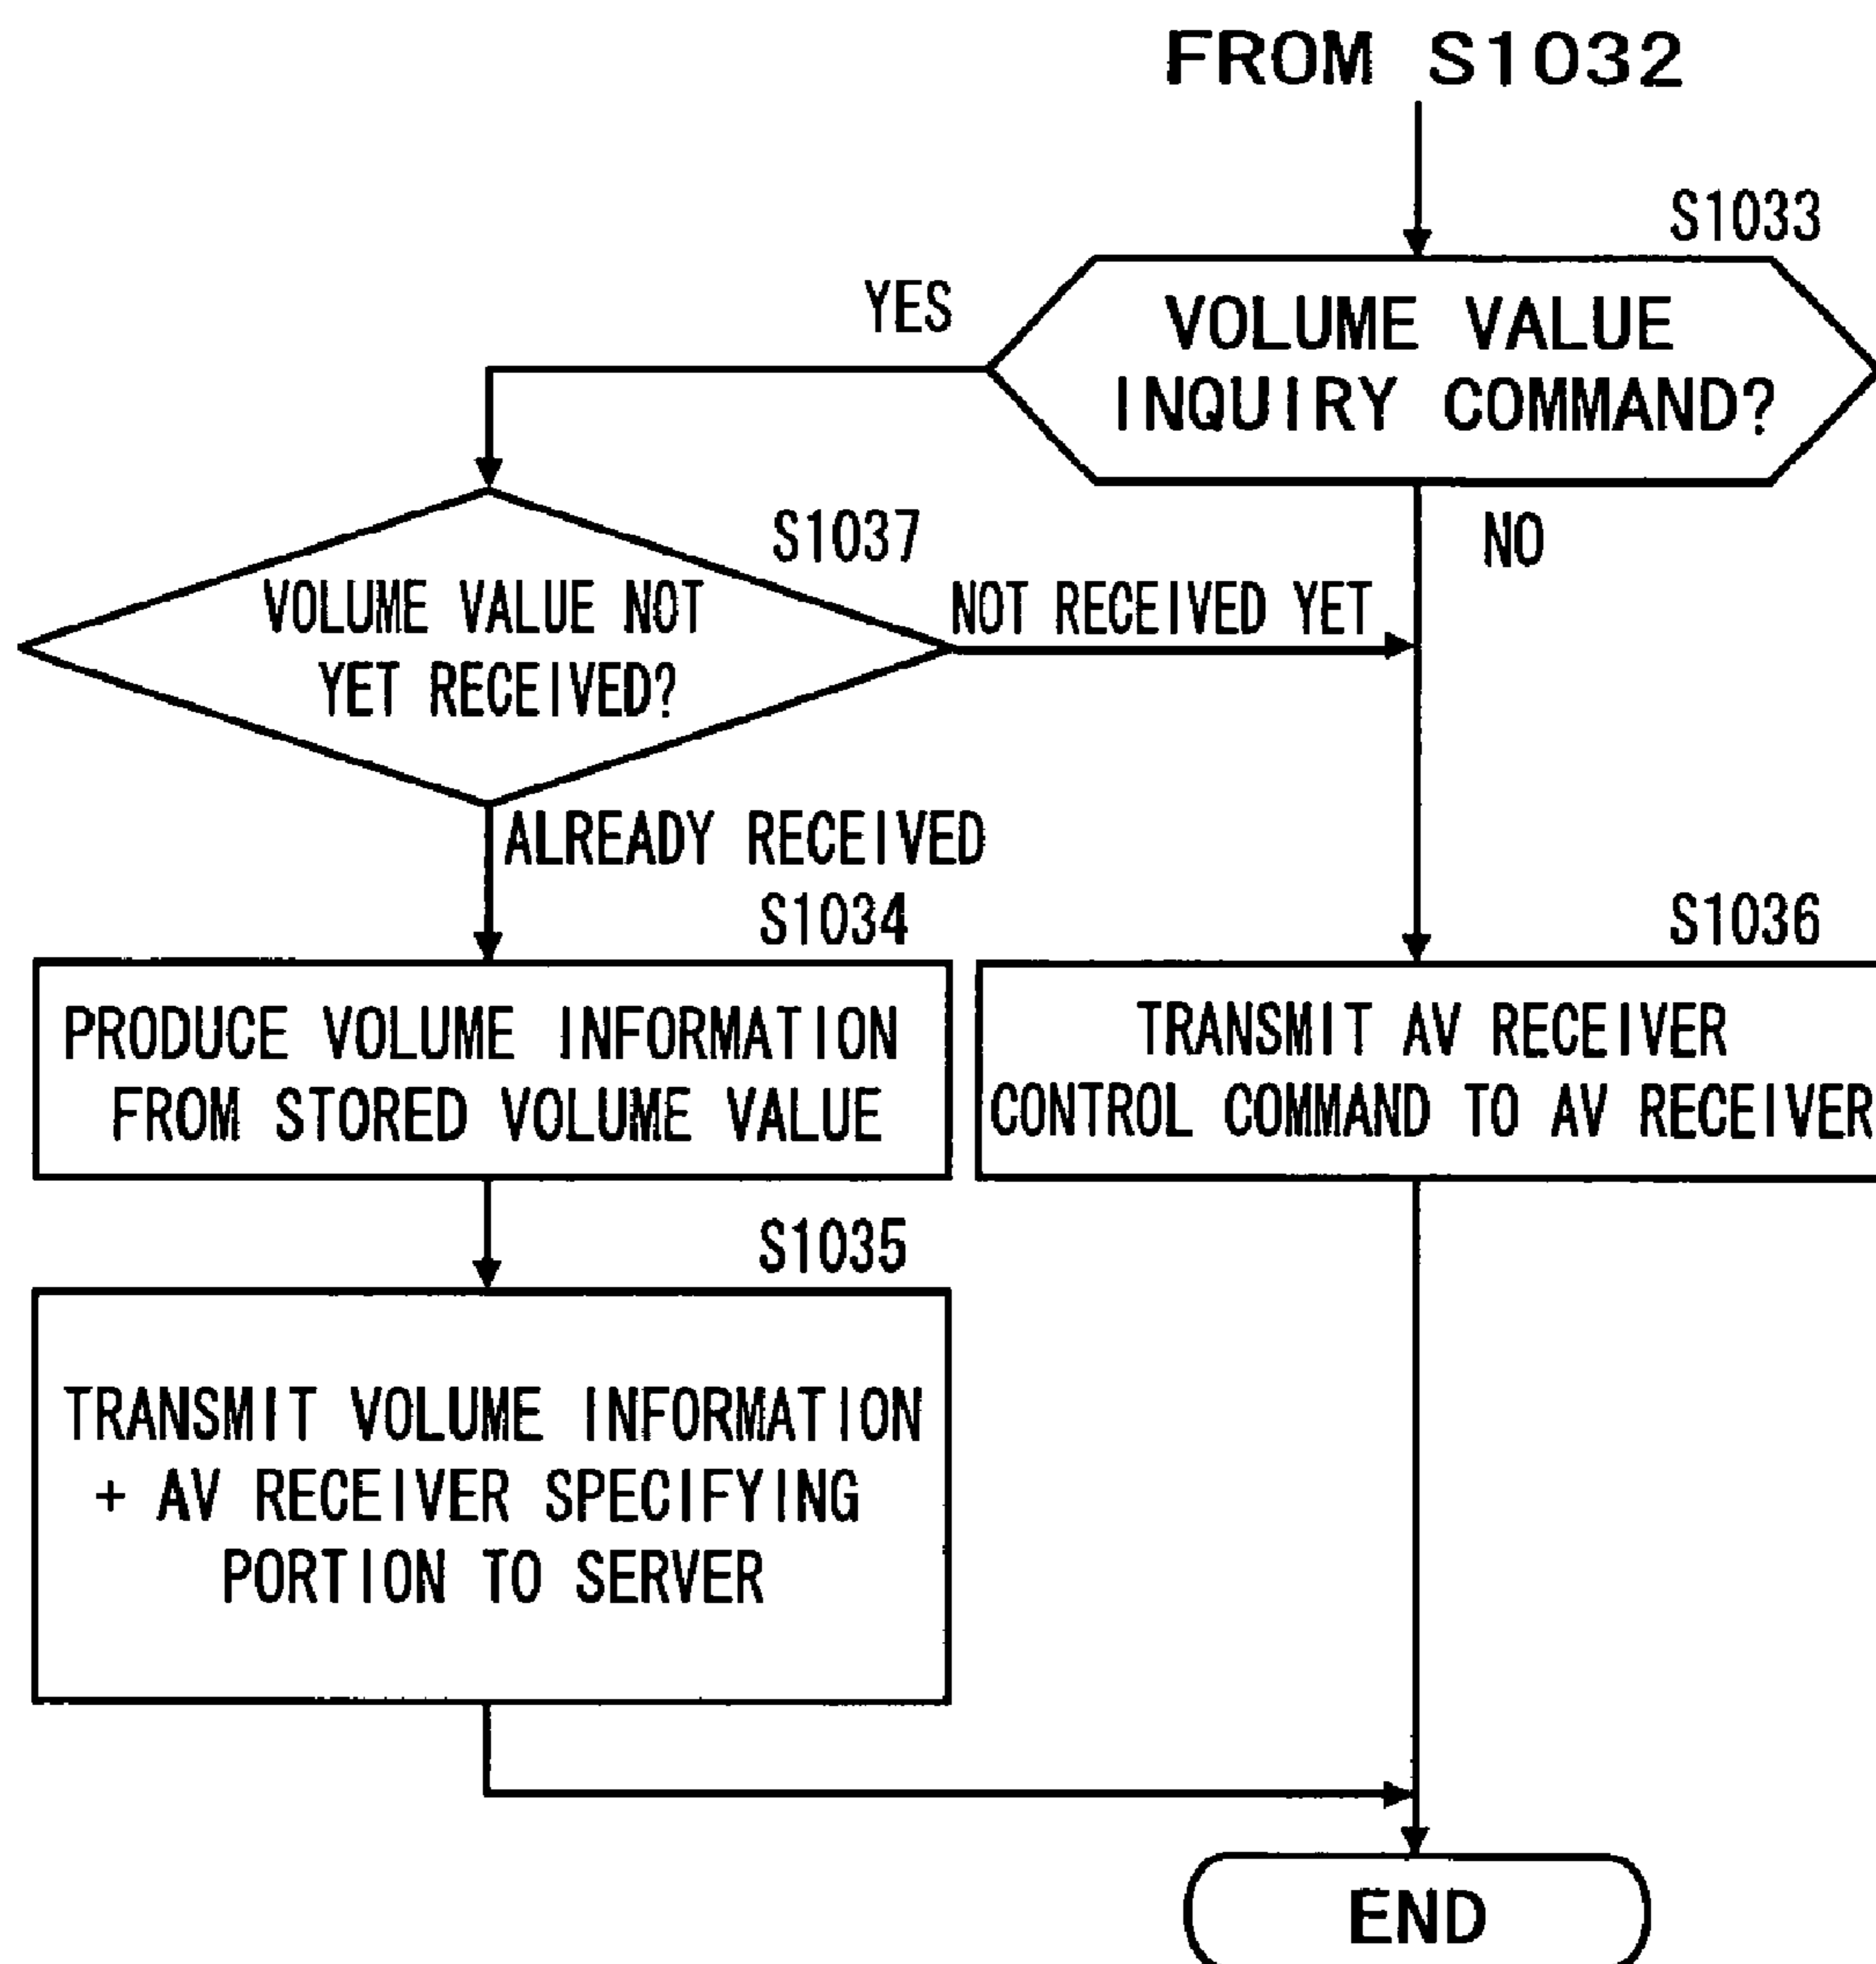 FROM S1032
S1033
YES
VOLUME VALUE
INQUIRY COMMAND?
NO
S1037
VOLUME VALUE NOT
YET RECEIVED?
NOT RECEIVED YET
ALREADY RECEIVED
S1034
PRODUCE VOLUME INFORMATION
FROM STORED VOLUME VALUE
S1036
TRANSMIT AV RECEIVER
CONTROL COMMAND TO AV RECEIVER
S1035
TRANSMIT VOLUME INFORMATION
+ AV RECEIVER SPECIFYING
PORTION TO SERVER
END